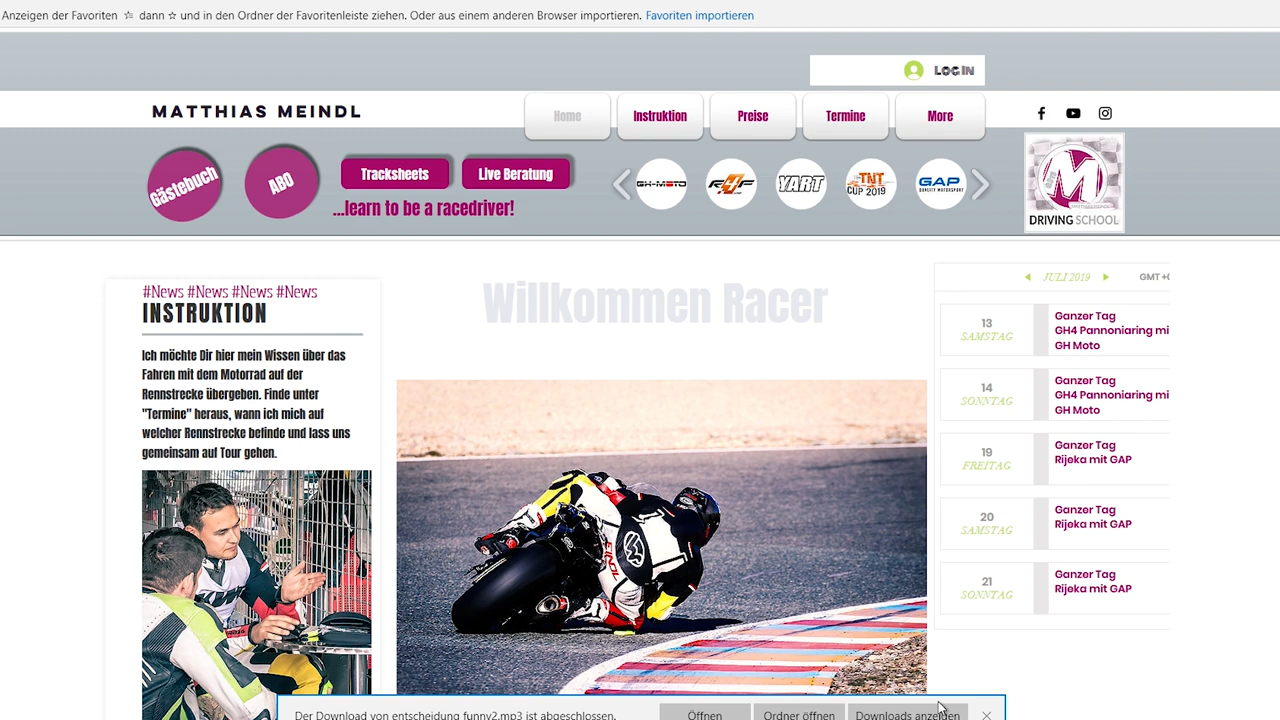 Anzeigen der Favoriten ☆ dann ☆ und in den Ordner der Favoritenleiste ziehen. Oder aus einem anderen Browser importieren. Favoriten importieren
LOG IN
MATTHIAS MEINDL
Home
Instruktion
Preise
Termine
More
Gästebuch
ABO
Tracksheets
Live Beratung
...learn to be a racedriver!
GH-MOTO
R4F
YART
TNT
CUP 2019
GAP
QUALITY MOTORSPORT
M
DRIVING SCHOOL
#News #News #News #News
INSTRUKTION
Ich möchte Dir hier mein Wissen über das
Fahren mit dem Motorrad auf der
Rennstrecke übergeben. Finde unter
"Termine" heraus, wann ich mich auf
welcher Rennstrecke befinde und lass uns
gemeinsam auf Tour gehen.
Willkommen Racer
JULI 2019
GMT +0
13
SAMSTAG
Ganzer Tag
GH4 Pannoniaring mi
GH Moto
14
SONNTAG
Ganzer Tag
GH4 Pannoniaring mi
GH Moto
19
FREITAG
Ganzer Tag
Rijeka mit GAP
20
SAMSTAG
Ganzer Tag
Rijeka mit GAP
21
SONNTAG
Ganzer Tag
Rijeka mit GAP
Der Download von entscheidung funny2.mp3 ist abgeschlossen.
Öffnen
Ordner öffnen
Downloads anzeigen